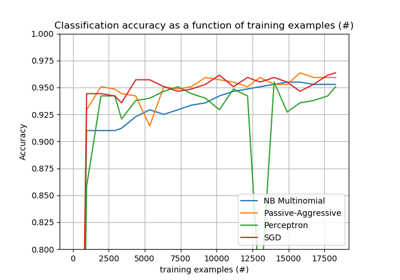 Classification accuracy as a function of training examples (#)
1.000
0.975
0.950
0.925
0.900
0.875
0.850
0.825
0.800
Accuracy
NB Multinomial
Passive-Aggressive
Perceptron
SGD
0 2500 5000 7500 10000 12500 15000 17500
training examples (#)